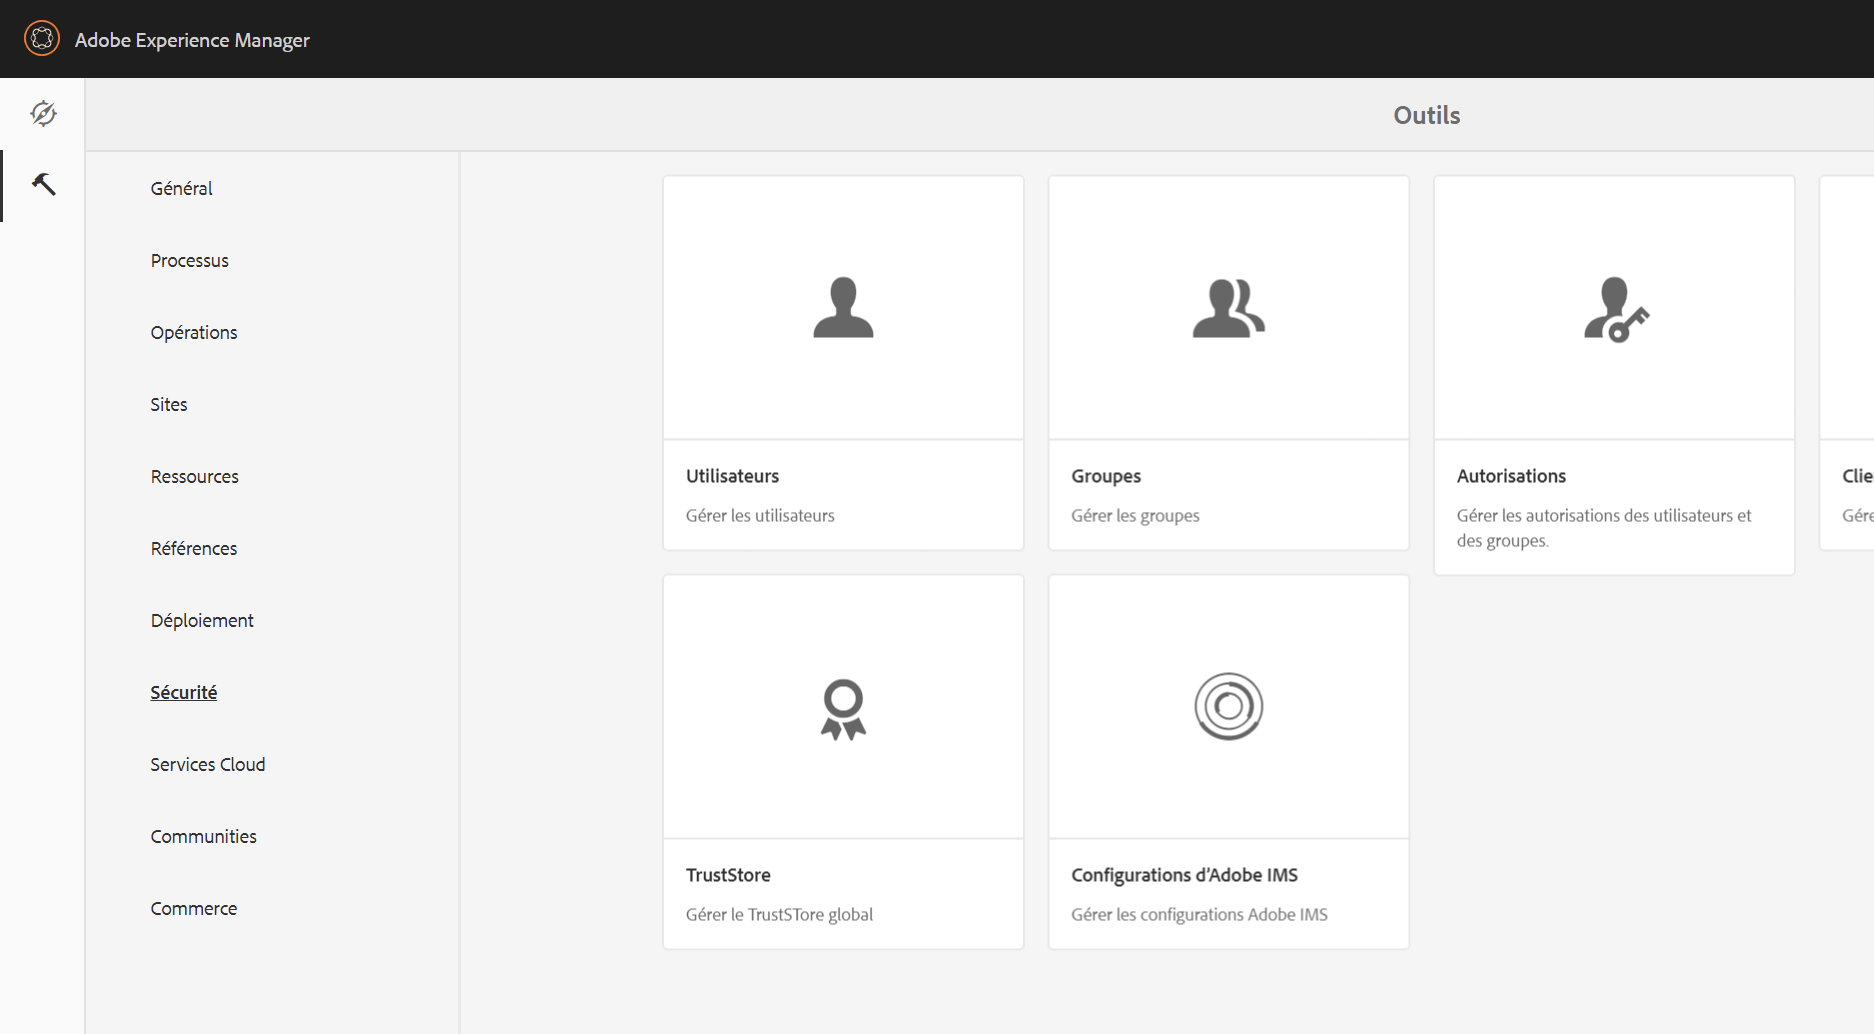 Adobe Experience Manager
Outils
Général
Processus
Opérations
Sites
Ressources
Références
Déploiement
Sécurité
Services Cloud
Communities
Commerce
Utilisateurs
Gérer les utilisateurs
Groupes
Gérer les groupes
Autorisations
Gérer les autorisations des utilisateurs et
des groupes.
Clie
Gére
TrustStore
Gérer le TrustSTore global
Configurations d’Adobe IMS
Gérer les configurations Adobe IMS